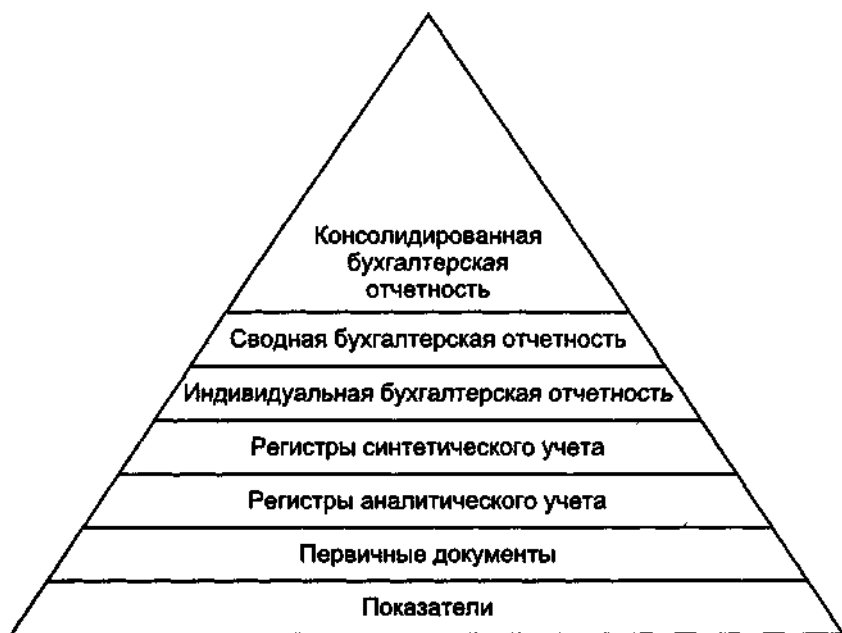 Консолидированная
бухгалтерская
отчетность
Сводная бухгалтерская отчетность
Индивидуальная бухгалтерская отчетность
Регистры синтетического учета
Регистры аналитического учета
Первичные документы
Показатели